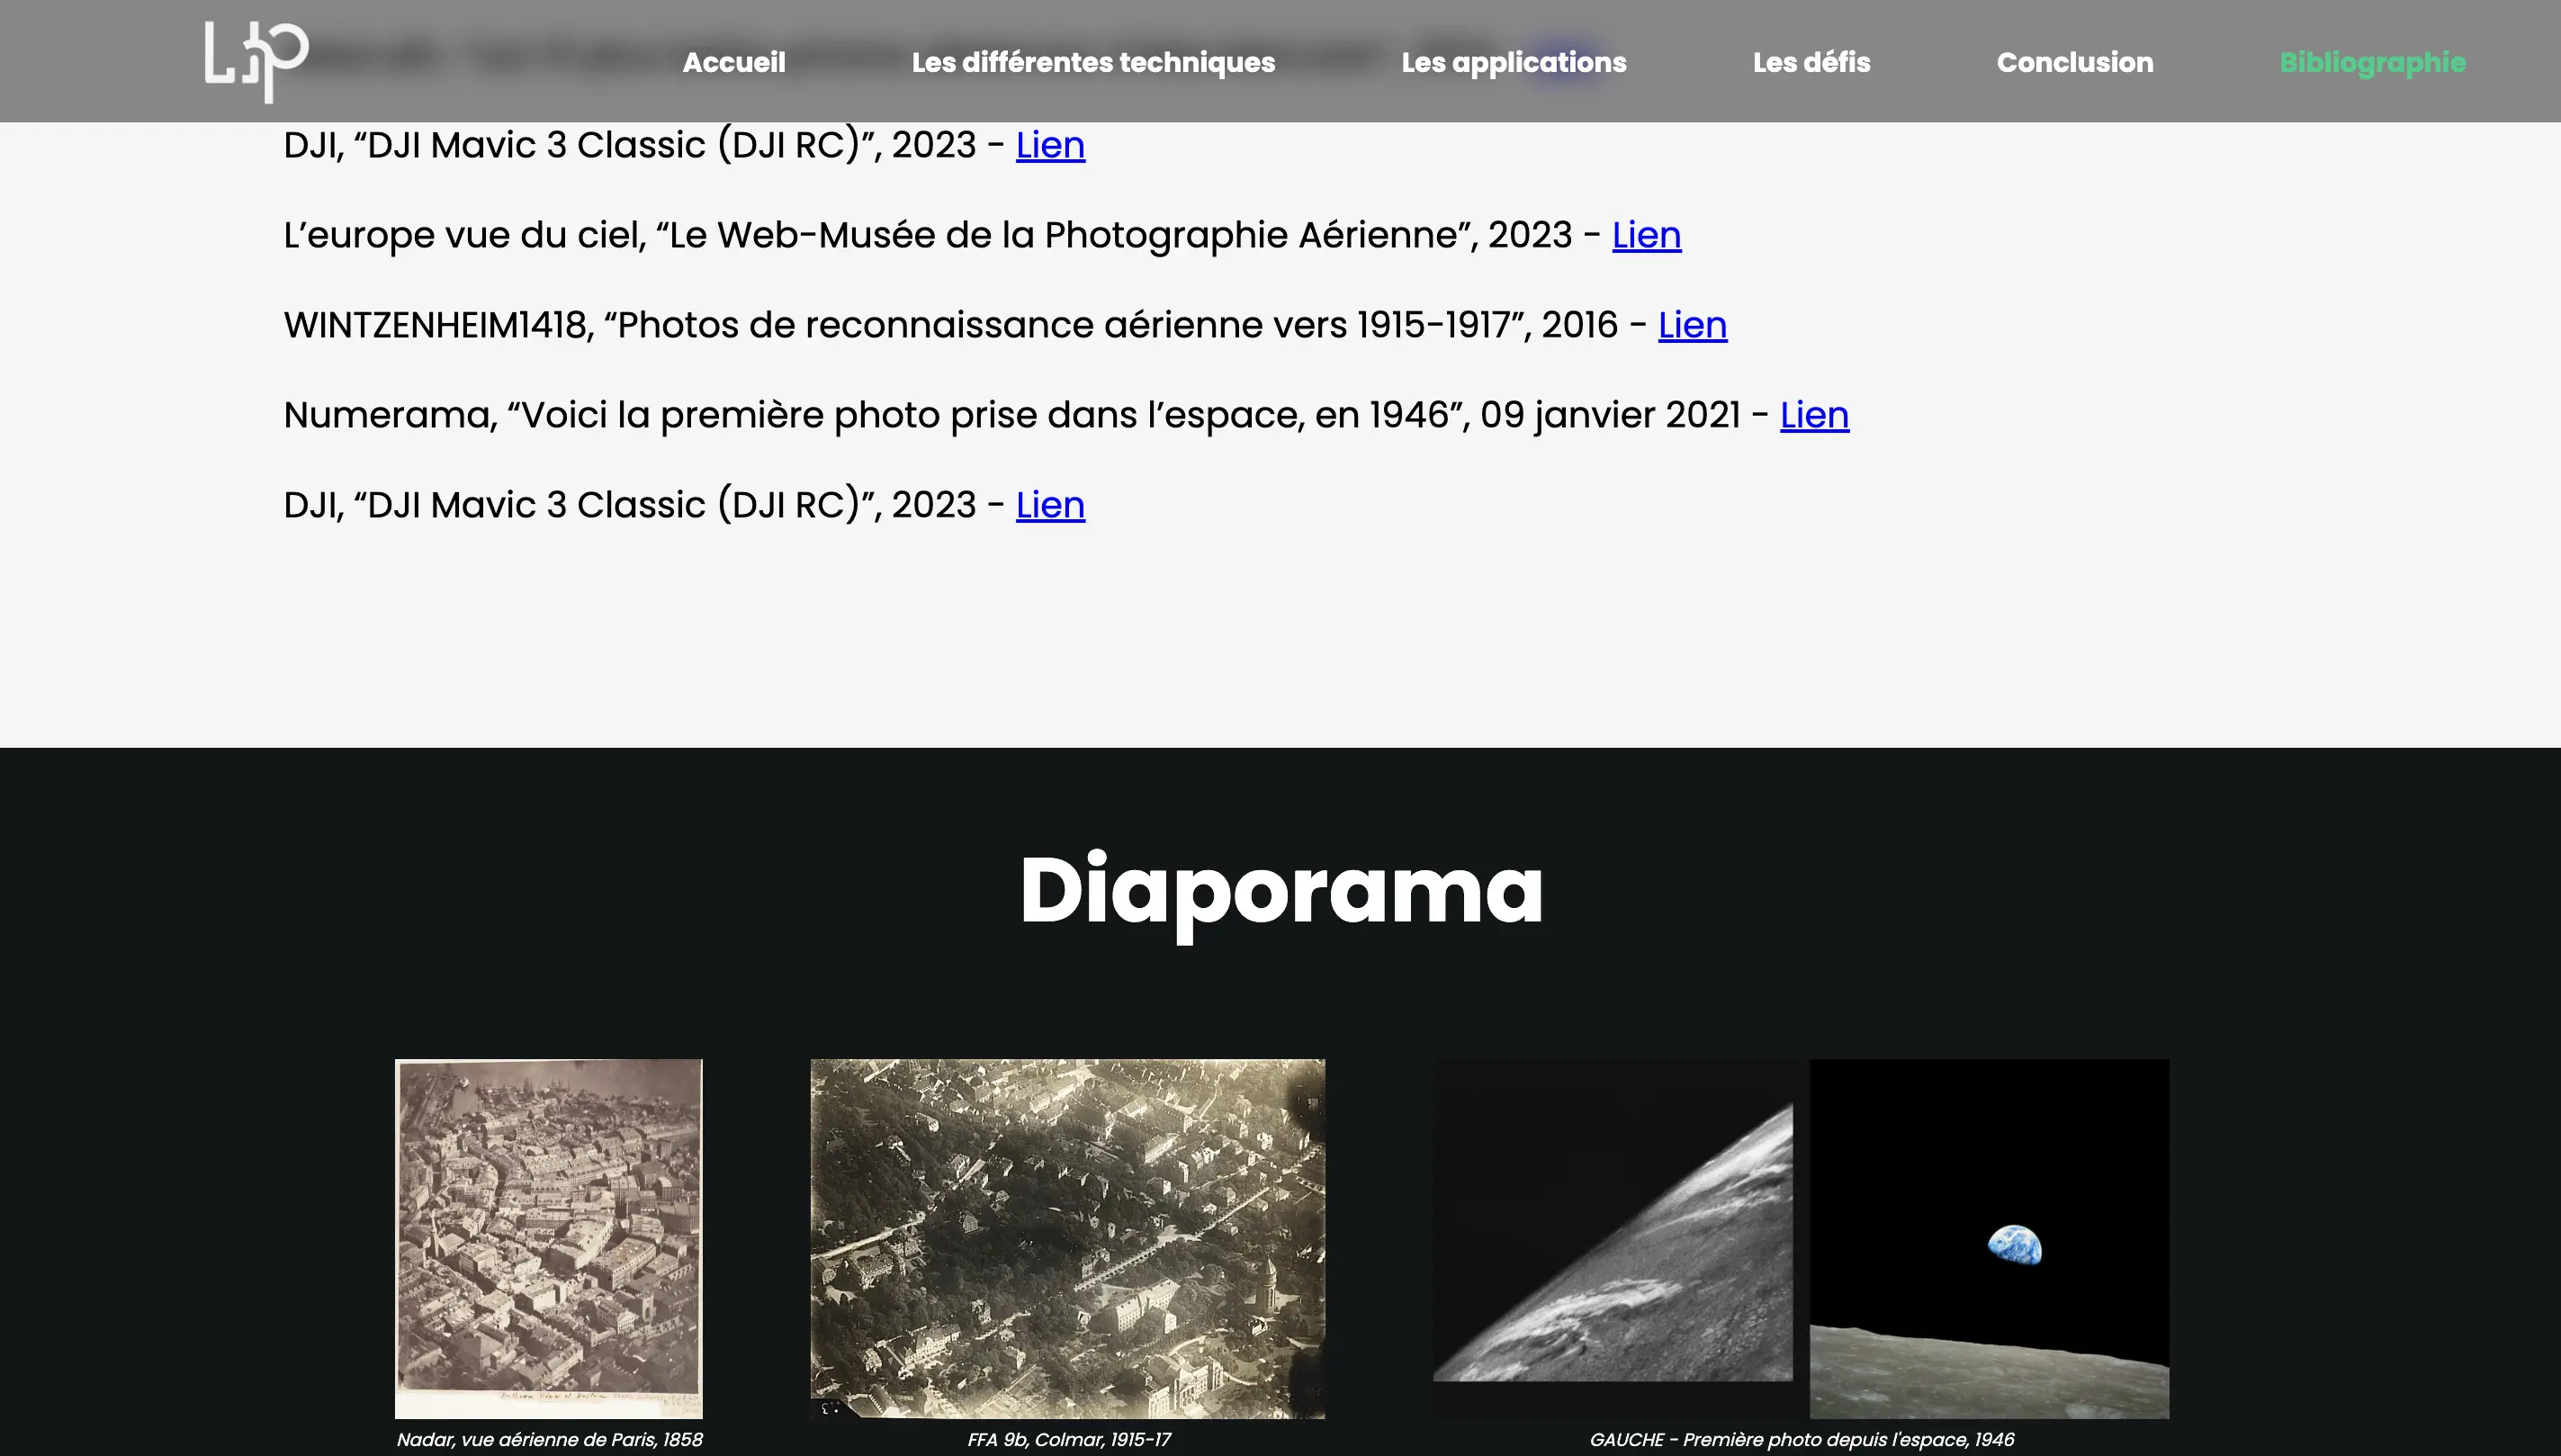 Accueil Les différentes techniques Les applications Les défis Conclusion Bibliographie
DJI, “DJI Mavic 3 Classic (DJI RC)”, 2023 - Lien
L’europe vue du ciel, “Le Web-Musée de la Photographie Aérienne”, 2023 - Lien
WINTZENHEIM1418, “Photos de reconnaissance aérienne vers 1915-1917”, 2016 - Lien
Numerama, “Voici la première photo prise dans l’espace, en 1946”, 09 janvier 2021 - Lien
DJI, “DJI Mavic 3 Classic (DJI RC)”, 2023 - Lien
Diaporama
Nadar, vue aérienne de Paris, 1858
FFA 9b, Colmar, 1915-17
GAUCHE - Première photo depuis l'espace, 1946